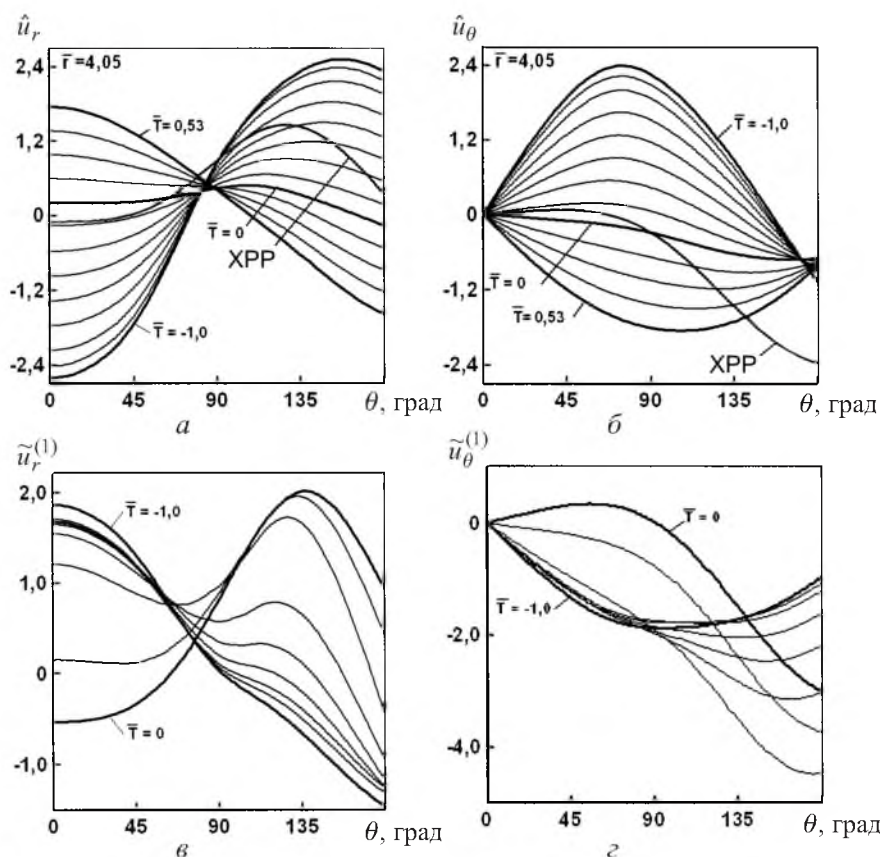 û_r
r̅=4,05
2,4
1,2
0
-1,2
-2,4
T̅=0,53
T̅=0
XPP
T̅=-1,0
0 45 90 135 θ, град
а
û_θ
r̅=4,05
2,4
1,2
0
-1,2
-2,4
T̅=-1,0
T̅=0
T̅=0,53
XPP
0 45 90 135 θ, град
б
ũ_r^(1)
2,0
1,0
0
-1,0
T̅=-1,0
T̅=0
0 45 90 135 θ, град
в
ũ_θ^(1)
0
-2,0
-4,0
T̅=0
T̅=-1,0
0 45 90 135 θ, град
г